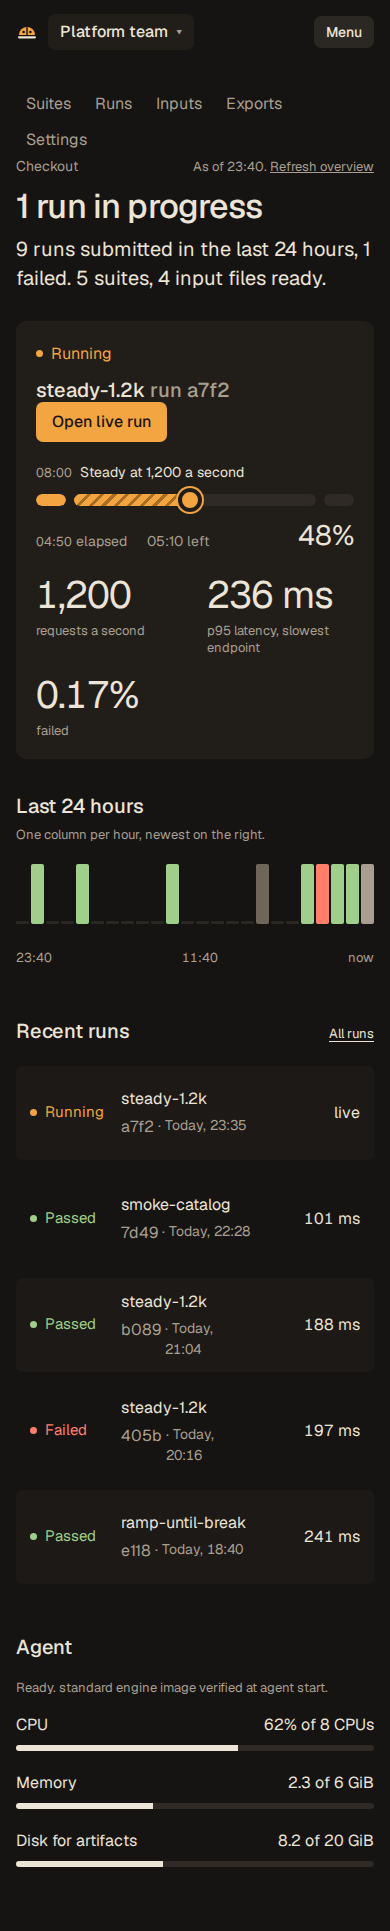 Platform team
Menu
Suites Runs Inputs Exports
Settings
Checkout As of 23:40. Refresh overview
1 run in progress
9 runs submitted in the last 24 hours, 1
failed. 5 suites, 4 input files ready.
Running
steady-1.2k run a7f2
Open live run
08:00 Steady at 1,200 a second
04:50 elapsed 05:10 left 48%
1,200 236 ms
requests a second p95 latency, slowest
endpoint
0.17%
failed
Last 24 hours
One column per hour, newest on the right.
23:40 11:40 now
Recent runs All runs
steady-1.2k
Running live
a7f2 · Today, 23:35
smoke-catalog
Passed 101 ms
7d49 · Today, 22:28
steady-1.2k
Passed 188 ms
b089 · Today,
21:04
steady-1.2k
Failed 197 ms
405b · Today,
20:16
ramp-until-break
Passed 241 ms
e118 · Today, 18:40
Agent
Ready. standard engine image verified at agent start.
CPU 62% of 8 CPUs
Memory 2.3 of 6 GiB
Disk for artifacts 8.2 of 20 GiB